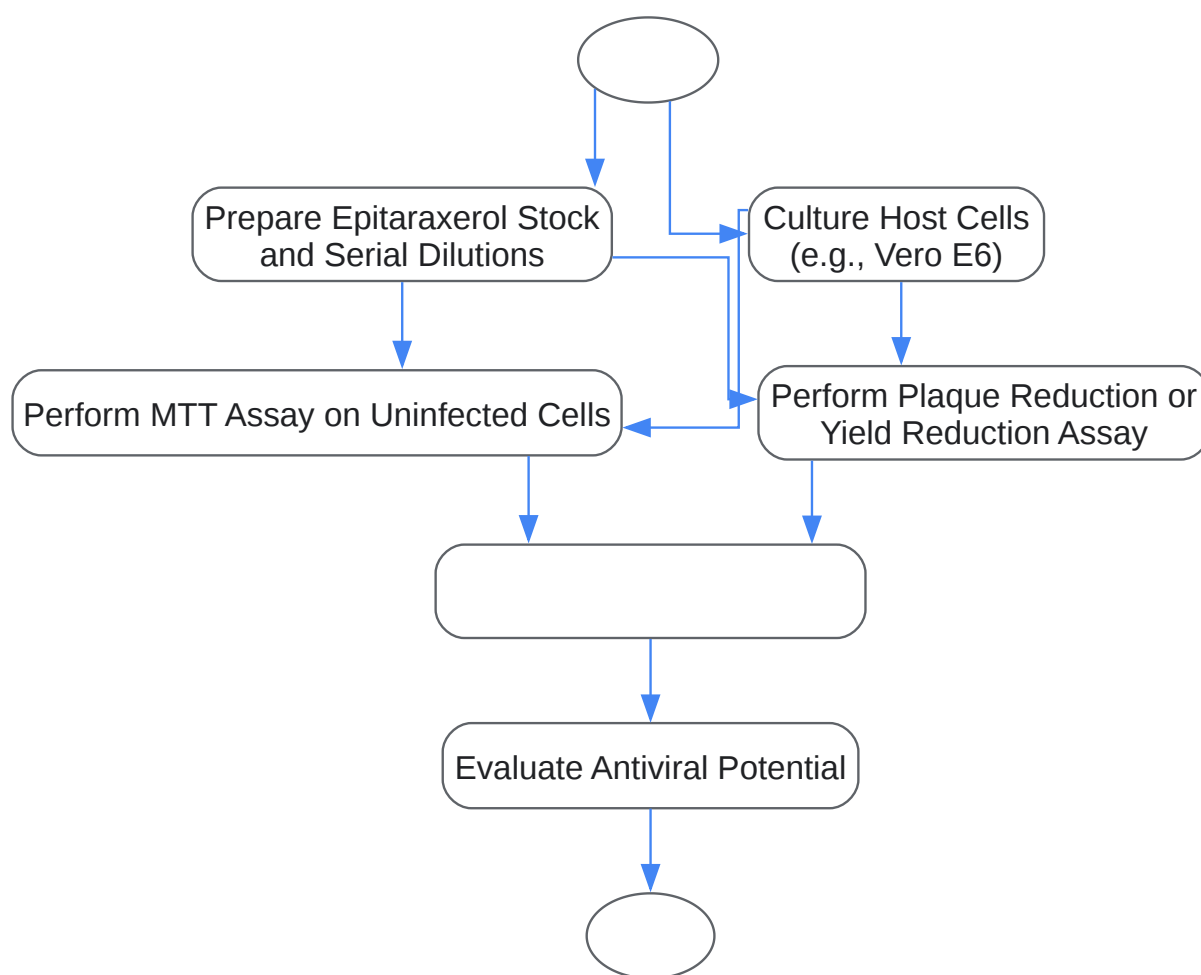 Prepare Epitaraxerol Stock
and Serial Dilutions
Culture Host Cells
(e.g., Vero E6)
Perform MTT Assay on Uninfected Cells
Perform Plaque Reduction or
Yield Reduction Assay
Evaluate Antiviral Potential